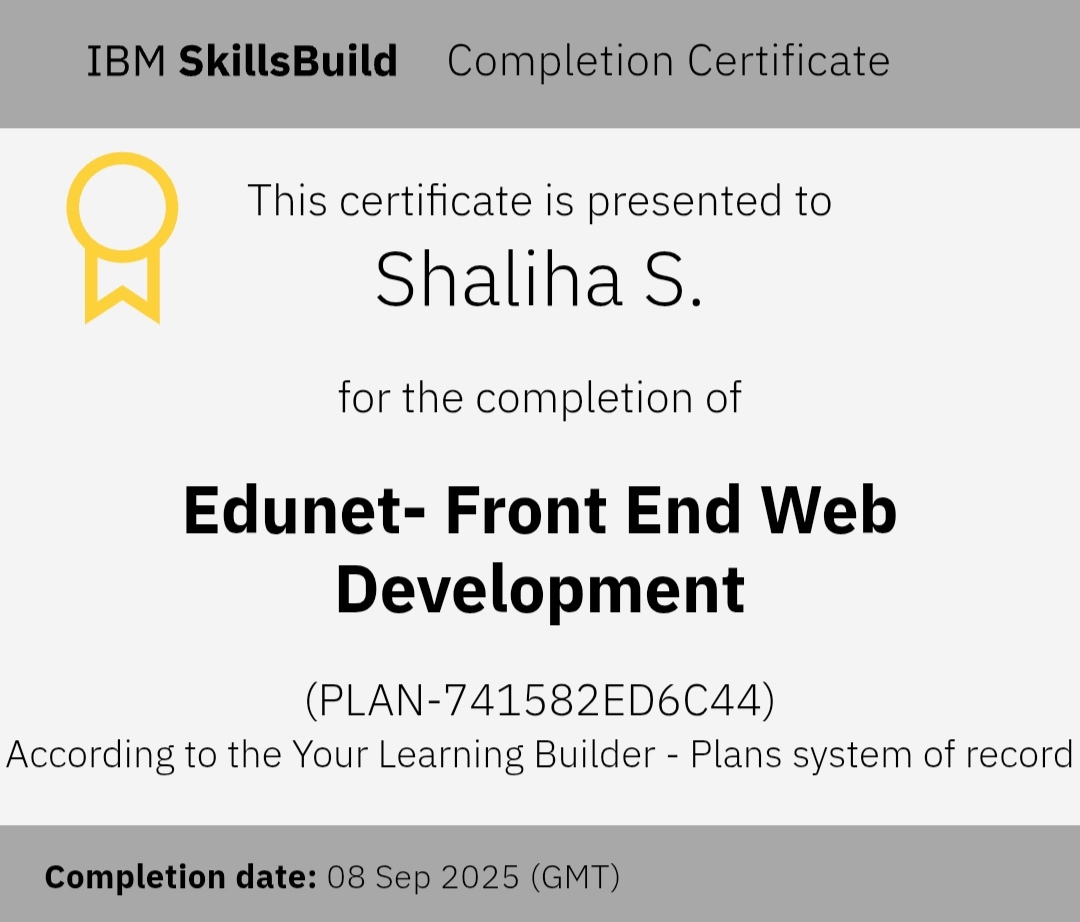 IBM SkillsBuild Completion Certificate
This certificate is presented to
Shaliha S.
for the completion of
Edunet- Front End Web
Development
(PLAN-741582ED6C44)
According to the Your Learning Builder - Plans system of record
Completion date: 08 Sep 2025 (GMT)